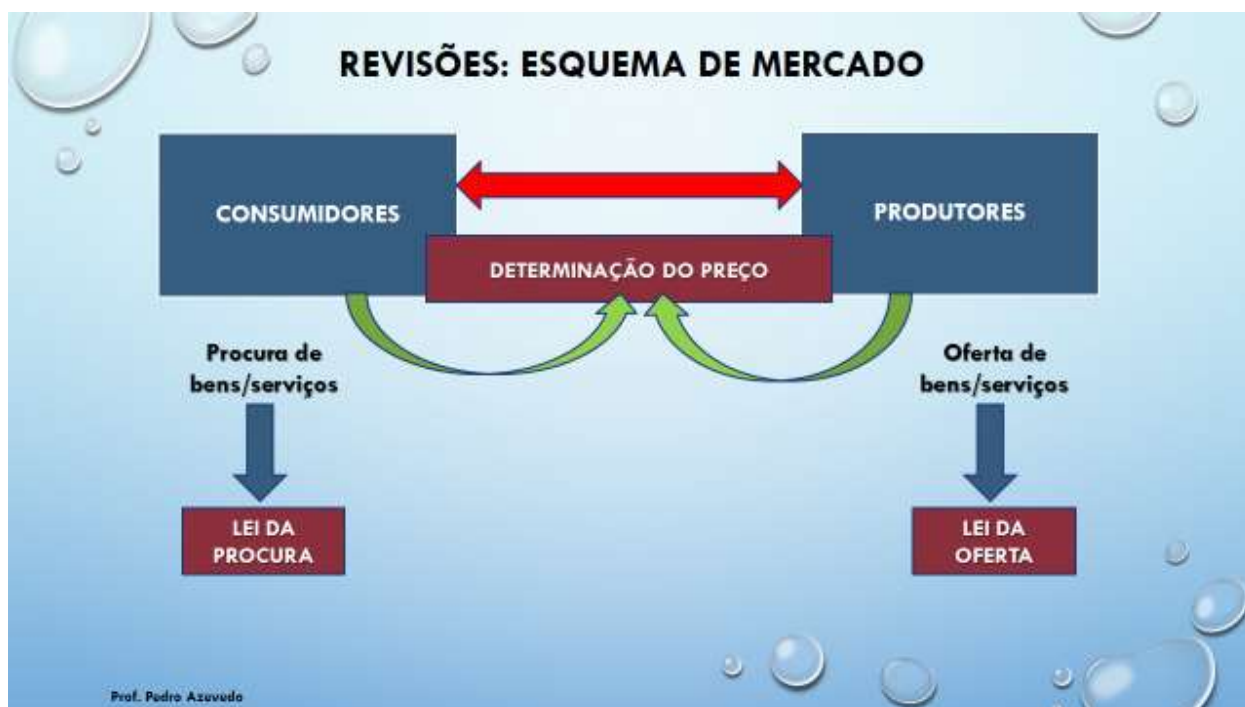 REVISÕES: ESQUEMA DE MERCADO
CONSUMIDORES
PRODUTORES
DETERMINAÇÃO DO PREÇO
Procura de
bens/serviços
Oferta de
bens/serviços
LEI DA
PROCURA
LEI DA
OFERTA
Prof. Pedro Azevedo